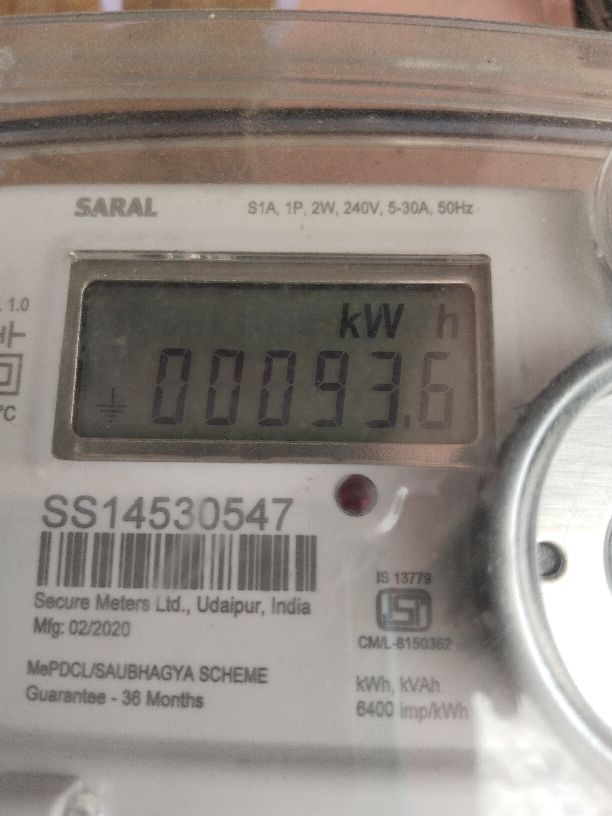 SARAL
S1A, 1P, 2W, 240V, 5-30A, 50Hz
1.0
°C
kW h
00093.6
SS14530547
Secure Meters Ltd., Udaipur, India
Mfg: 02/2020
IS 13779
ISI
CM/L-8150362
MePDCL/SAUBHAGYA SCHEME
Guarantee - 36 Months
kWh, kVAh
6400 imp/kWh